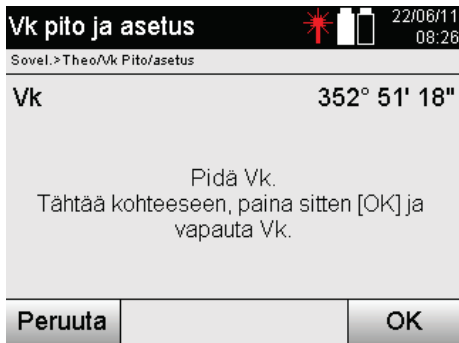 Vk pito ja asetus
22/06/11
08:26
Sovel.>Theo/Vk Pito/asetus
Vk 352° 51' 18"
Pidä Vk.
Tähtää kohteeseen, paina sitten [OK] ja
vapauta Vk.
Peruuta OK